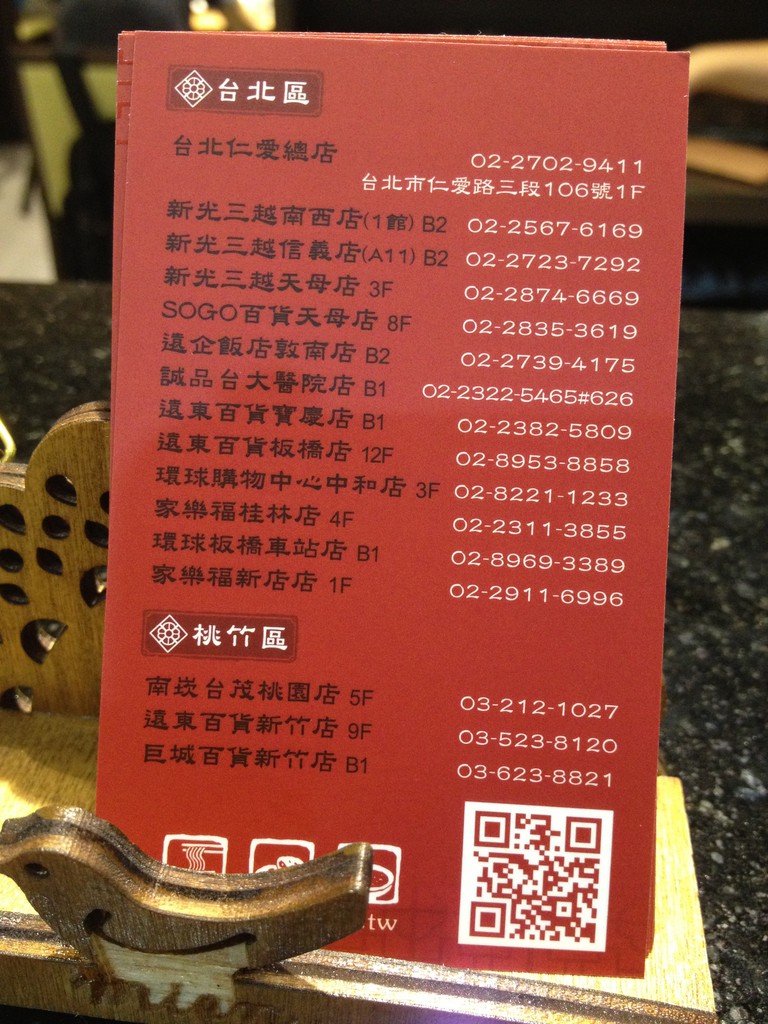 台北區
台北仁愛總店 02-2702-9411
台北市仁愛路三段106號1F
新光三越南西店(1館) B2 02-2567-6169
新光三越信義店(A11) B2 02-2723-7292
新光三越天母店 3F 02-2874-6669
SOGO百貨天母店 8F 02-2835-3619
遠企飯店敦南店 B2 02-2739-4175
誠品台大醫院店 B1 02-2322-5465#626
遠東百貨寶慶店 B1 02-2382-5809
遠東百貨板橋店 12F 02-8953-8858
環球購物中心中和店 3F 02-8221-1233
家樂福桂林店 4F 02-2311-3855
環球板橋車站店 B1 02-8969-3389
家樂福新店店 1F 02-2911-6996
桃竹區
南崁台茂桃園店 5F 03-212-1027
遠東百貨新竹店 9F 03-523-8120
巨城百貨新竹店 B1 03-623-8821
.tw